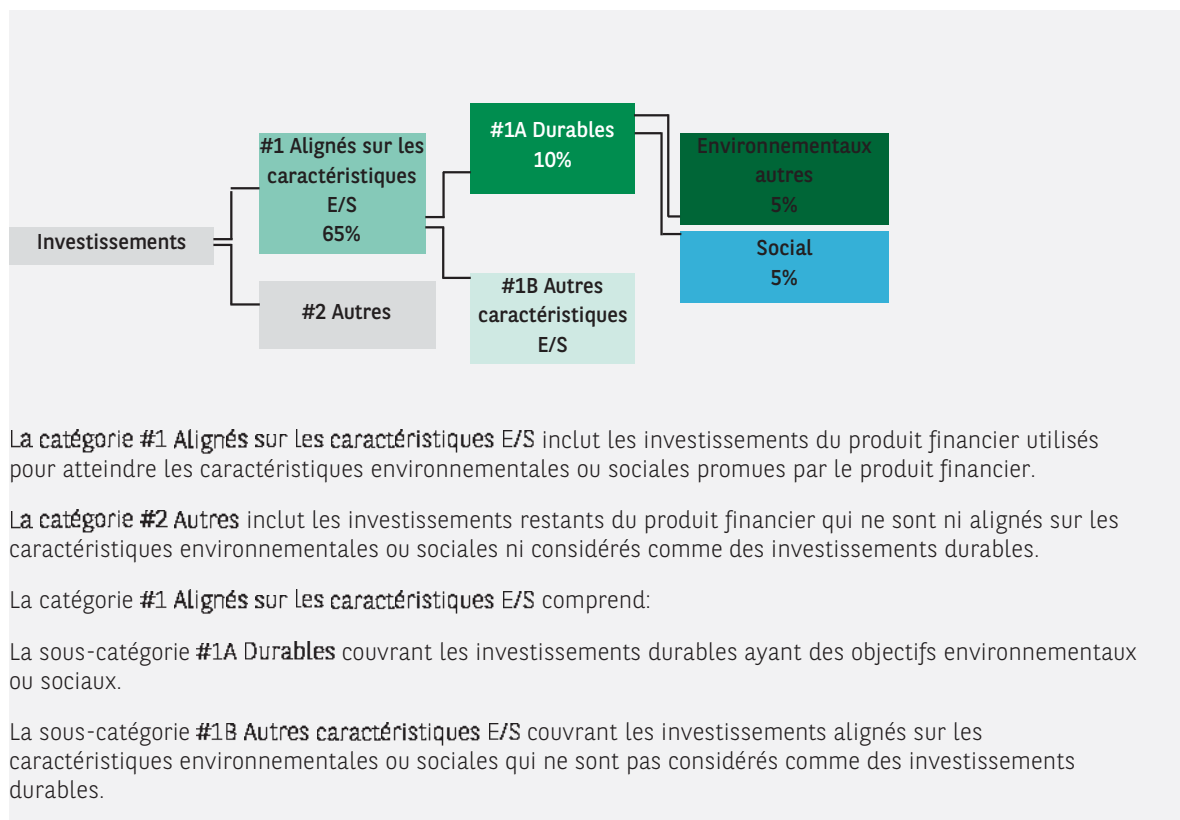 #1A Durables
10%
#1 Alignés sur les
caractéristiques
E/S
65%
Environnementaux
autres
5%
Investissements
Social
5%
#2 Autres
#1B Autres
caractéristiques
E/S
La catégorie #1 Alignés sur les caractéristiques E/S inclut les investissements du produit financier utilisés
pour atteindre les caractéristiques environnementales ou sociales promues par le produit financier.
La catégorie #2 Autres inclut les investissements restants du produit financier qui ne sont ni alignés sur les
caractéristiques environnementales ou sociales ni considérés comme des investissements durables.
La catégorie #1 Alignés sur les caractéristiques E/S comprend:
La sous-catégorie #1A Durables couvrant les investissements durables ayant des objectifs environnementaux
ou sociaux.
La sous-catégorie #1B Autres caractéristiques E/S couvrant les investissements alignés sur les
caractéristiques environnementales ou sociales qui ne sont pas considérés comme des investissements
durables.